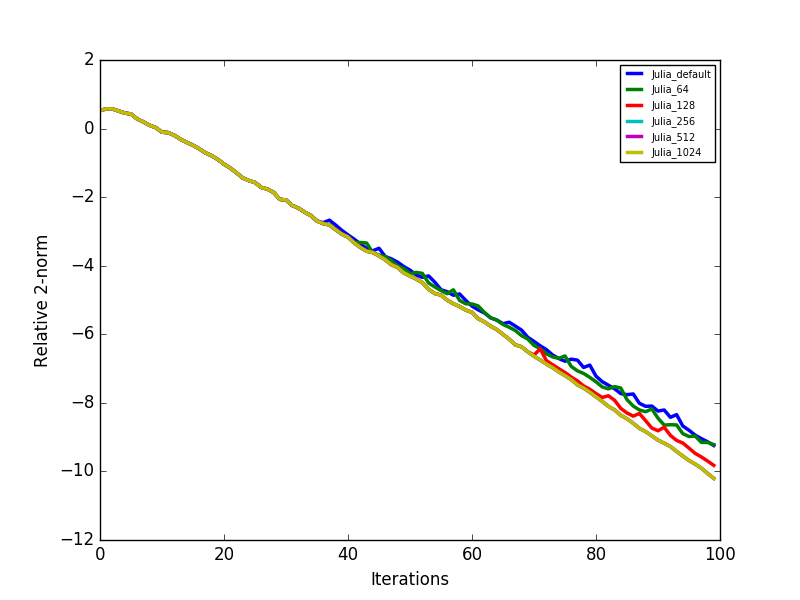 2
0
−2
−4
−6
−8
−10
−12
0 20 40 60 80 100
Relative 2-norm
Iterations
Julia_default
Julia_64
Julia_128
Julia_256
Julia_512
Julia_1024